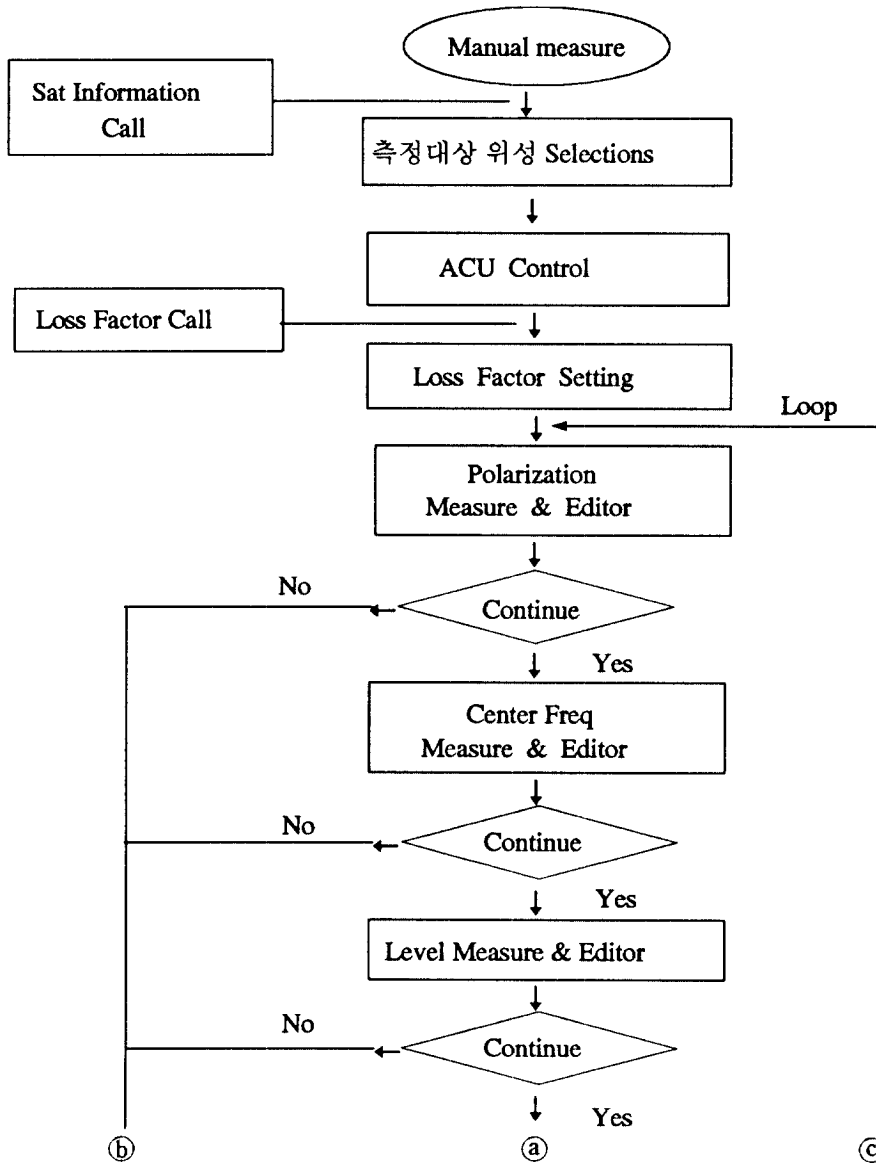 Manual measure
Sat Information
Call
측정대상 위성 Selections
ACU Control
Loss Factor Call
Loss Factor Setting
Loop
Polarization
Measure & Editor
No
Continue
Yes
Center Freq
Measure & Editor
No
Continue
Yes
Level Measure & Editor
No
Continue
Yes
ⓑ
ⓐ
ⓒ